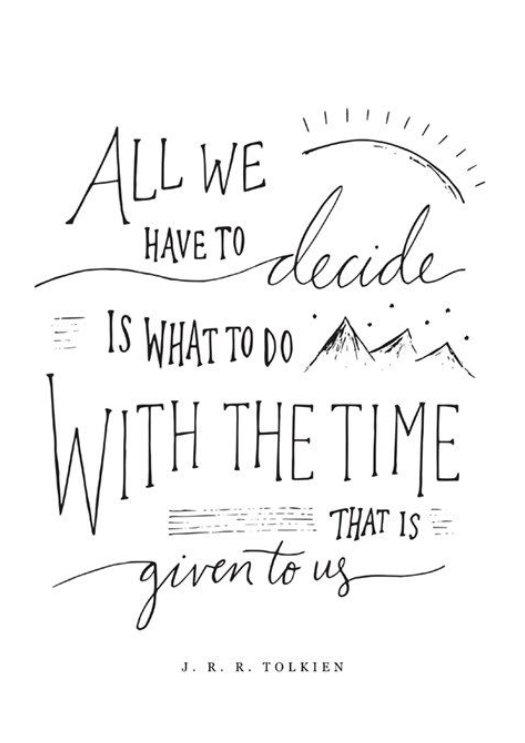 ALL WE
HAVE TO decide
IS WHAT TO DO
WITH THE TIME
THAT IS
given to us
J. R. R. TOLKIEN